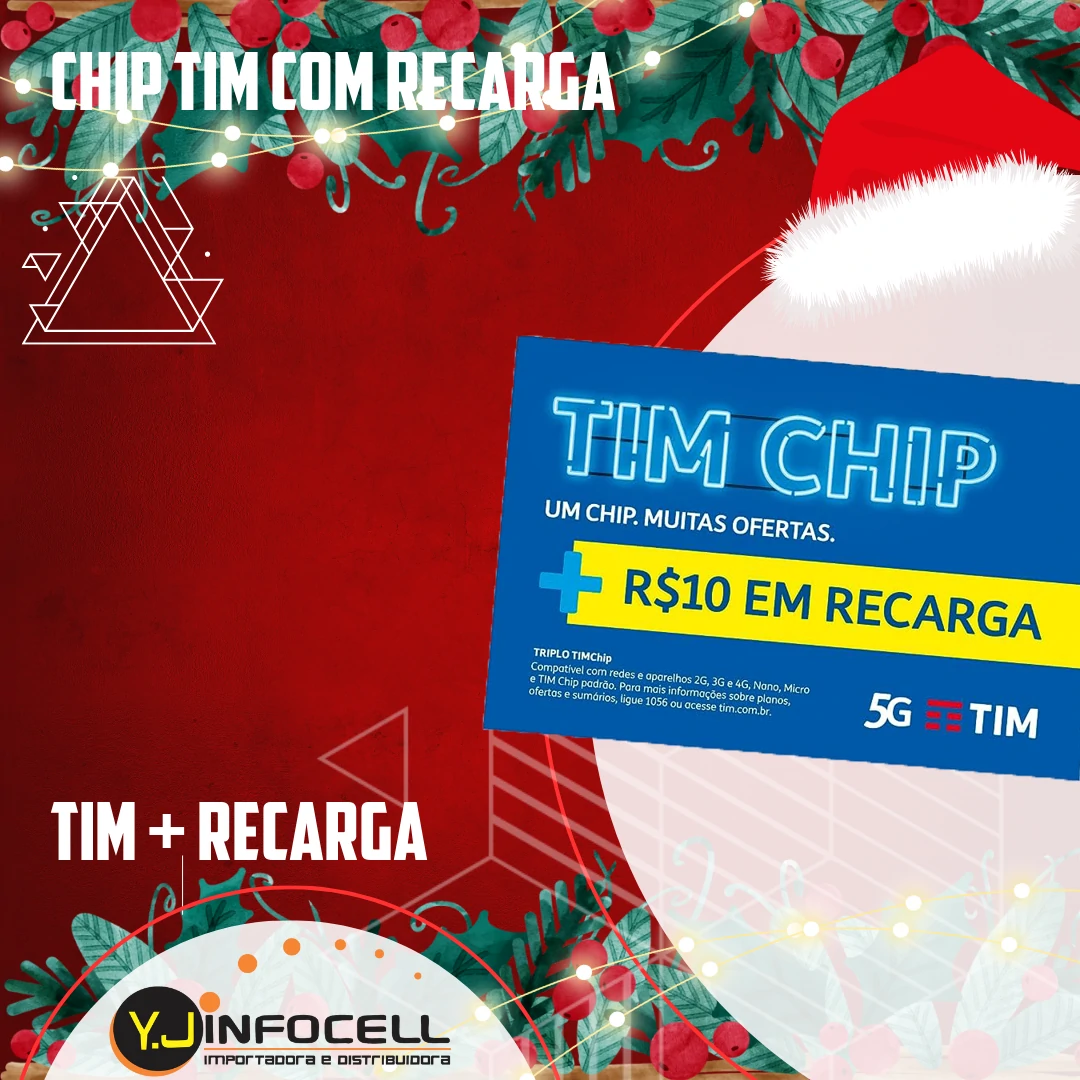 CHIP TIM COM RECARGA
TIM CHIP
UM CHIP. MUITAS OFERTAS.
+ R$10 EM RECARGA
TRIPLO TIMChip
Compatível com redes e aparelhos 2G, 3G e 4G, Nano, Micro
e TIM Chip padrão. Para mais informações sobre planos,
ofertas e sumários, ligue 1056 ou acesse tim.com.br.
5G TIM
TIM + RECARGA
Y.J INFOCELL
IMPORTADORA E DISTRIBUIDORA